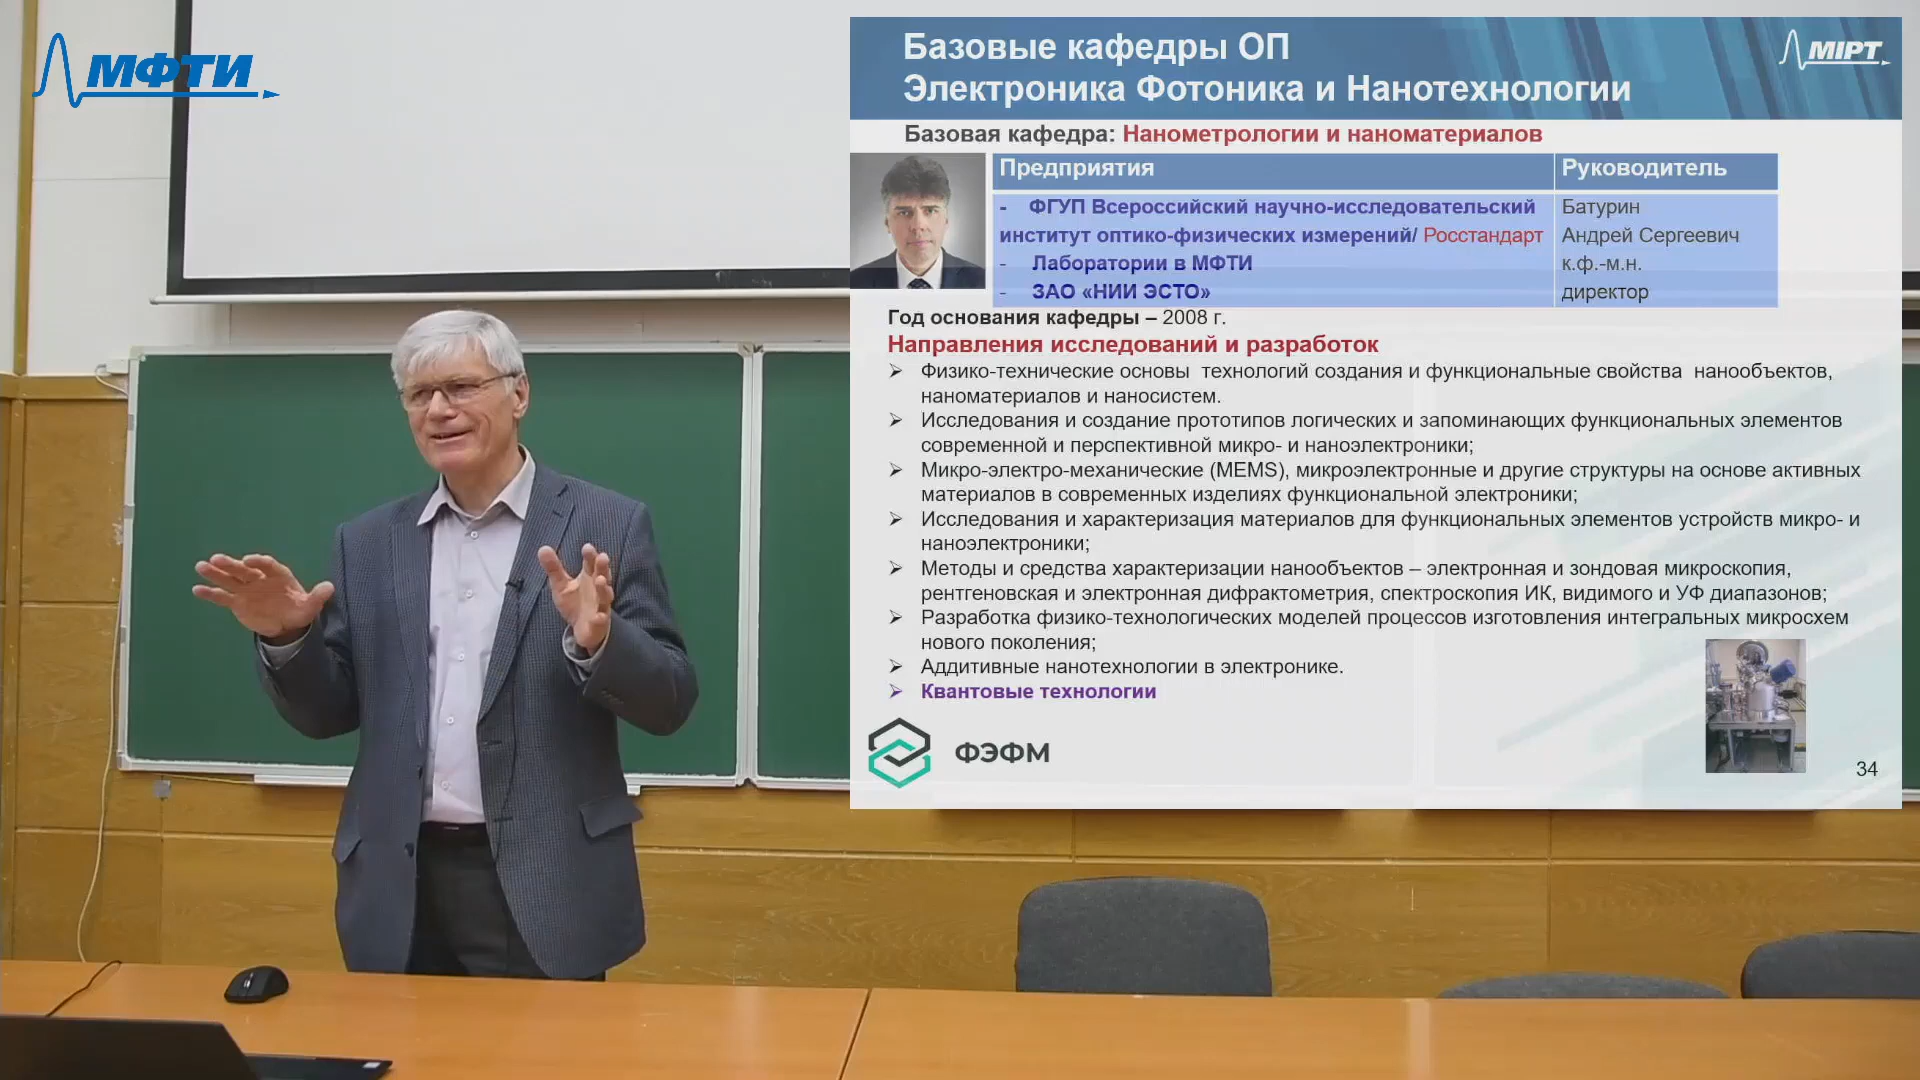 МФТИ
Базовые кафедры ОП
Электроника Фотоника и Нанотехнологии
MIPT
Базовая кафедра: Нанометрологии и наноматериалов
Предприятия
Руководитель
- ФГУП Всероссийский научно-исследовательский
институт оптико-физических измерений/ Росстандарт
- Лаборатории в МФТИ
- ЗАО «НИИ ЭСТО»
Батурин
Андрей Сергеевич
к.ф.-м.н.
директор
Год основания кафедры – 2008 г.
Направления исследований и разработок
➢ Физико-технические основы технологий создания и функциональные свойства нанообъектов,
наноматериалов и наносистем.
➢ Исследования и создание прототипов логических и запоминающих функциональных элементов
современной и перспективной микро- и наноэлектроники;
➢ Микро-электро-механические (MEMS), микроэлектронные и другие структуры на основе активных
материалов в современных изделиях функциональной электроники;
➢ Исследования и характеризация материалов для функциональных элементов устройств микро- и
наноэлектроники;
➢ Методы и средства характеризации нанообъектов – электронная и зондовая микроскопия,
рентгеновская и электронная дифрактометрия, спектроскопия ИК, видимого и УФ диапазонов;
➢ Разработка физико-технологических моделей процессов изготовления интегральных микросхем
нового поколения;
➢ Аддитивные нанотехнологии в электронике.
➢ Квантовые технологии
ФЭФМ
34